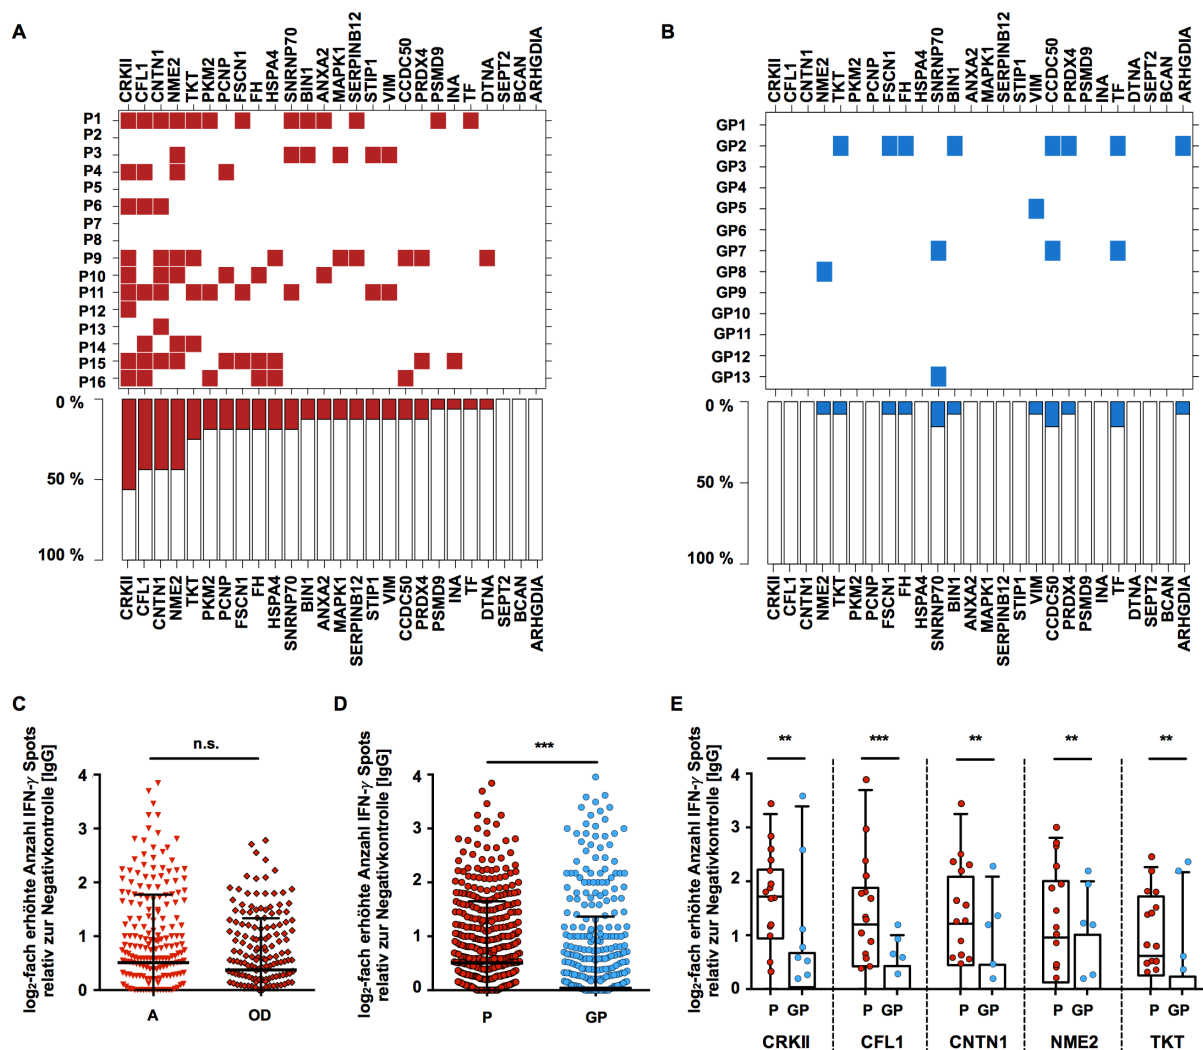 A
CRKII
CFL1
CNTN1
NME2
TKT
PKM2
PCNP
FSCN1
FH
HSPA4
SNRNP70
BIN1
ANXA2
MAPK1
SERPINB12
STIP1
VIM
CCDC50
PRDX4
PSMD9
INA
TF
DTNA
SEPT2
BCAN
ARHGDIA
P1
P2
P3
P4
P5
P6
P7
P8
P9
P10
P11
P12
P13
P14
P15
P16
0 %
50 %
100 %
CRKII
CFL1
CNTN1
NME2
TKT
PKM2
PCNP
FSCN1
FH
HSPA4
SNRNP70
BIN1
ANXA2
MAPK1
SERPINB12
STIP1
VIM
CCDC50
PRDX4
PSMD9
INA
TF
DTNA
SEPT2
BCAN
ARHGDIA
B
CRKII
CFL1
CNTN1
NME2
TKT
PKM2
PCNP
FSCN1
FH
HSPA4
SNRNP70
BIN1
ANXA2
MAPK1
SERPINB12
STIP1
VIM
CCDC50
PRDX4
PSMD9
INA
TF
DTNA
SEPT2
BCAN
ARHGDIA
GP1
GP2
GP3
GP4
GP5
GP6
GP7
GP8
GP9
GP10
GP11
GP12
GP13
0 %
50 %
100 %
CRKII
CFL1
CNTN1
NME2
TKT
PKM2
PCNP
FSCN1
FH
HSPA4
SNRNP70
BIN1
ANXA2
MAPK1
SERPINB12
STIP1
VIM
CCDC50
PRDX4
PSMD9
INA
TF
DTNA
SEPT2
BCAN
ARHGDIA
C
log₂-fach erhöhte Anzahl IFN-γ Spots
relativ zur Negativkontrolle [IgG]
n.s.
4
3
2
1
0
A
OD
D
log₂-fach erhöhte Anzahl IFN-γ Spots
relativ zur Negativkontrolle [IgG]
***
4
3
2
1
0
P
GP
E
log₂-fach erhöhte Anzahl IFN-γ Spots
relativ zur Negativkontrolle [IgG]
** *** ** ** **
4
3
2
1
0
P GP P GP P GP P GP P GP
CRKII CFL1 CNTN1 NME2 TKT